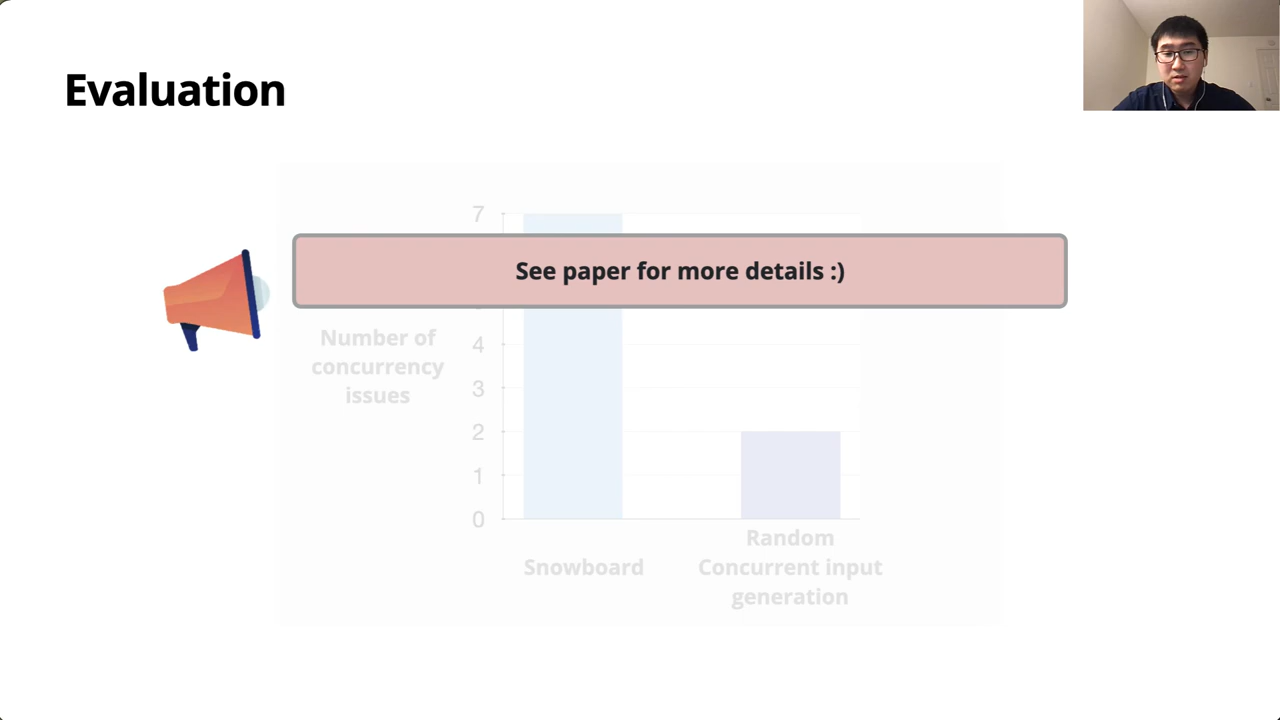 Evaluation
7
See paper for more details :)
Number of
concurrency
issues
4
3
2
1
0
Snowboard
Random
Concurrent input
generation